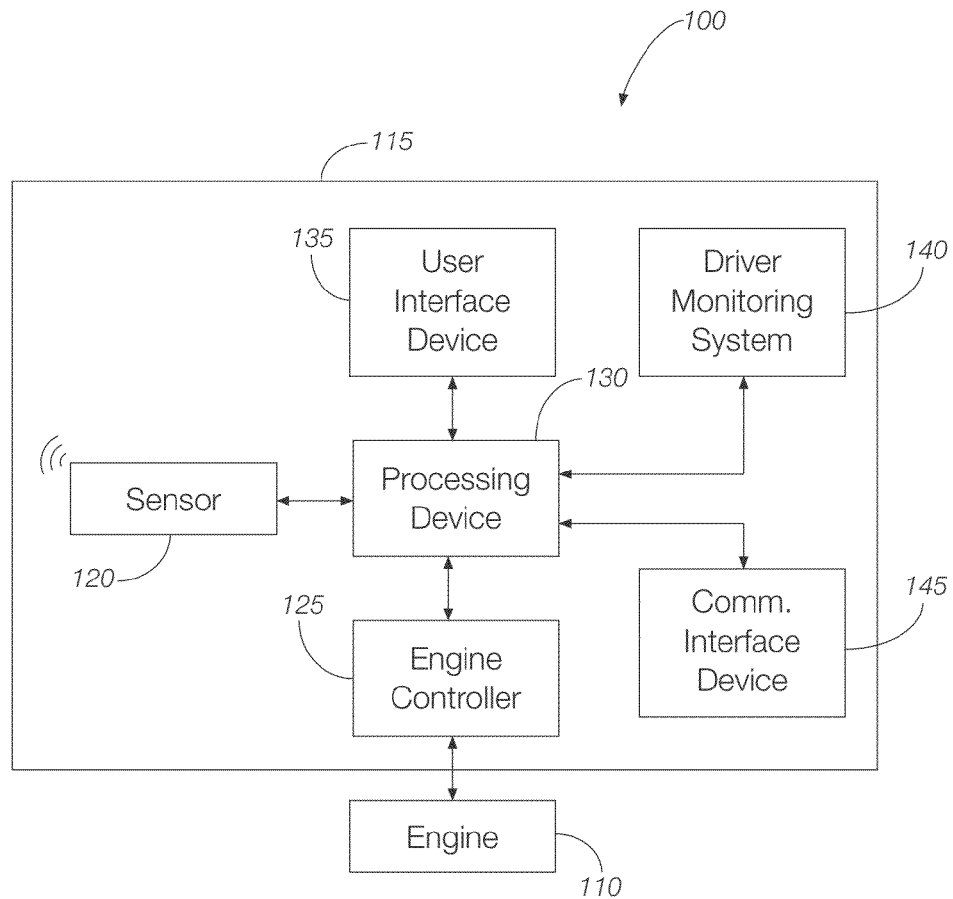 100
115
135
User
Interface
Device
Driver
Monitoring
System
140
130
Processing
Device
Sensor
120
125
Engine
Controller
Comm.
Interface
Device
145
Engine
110